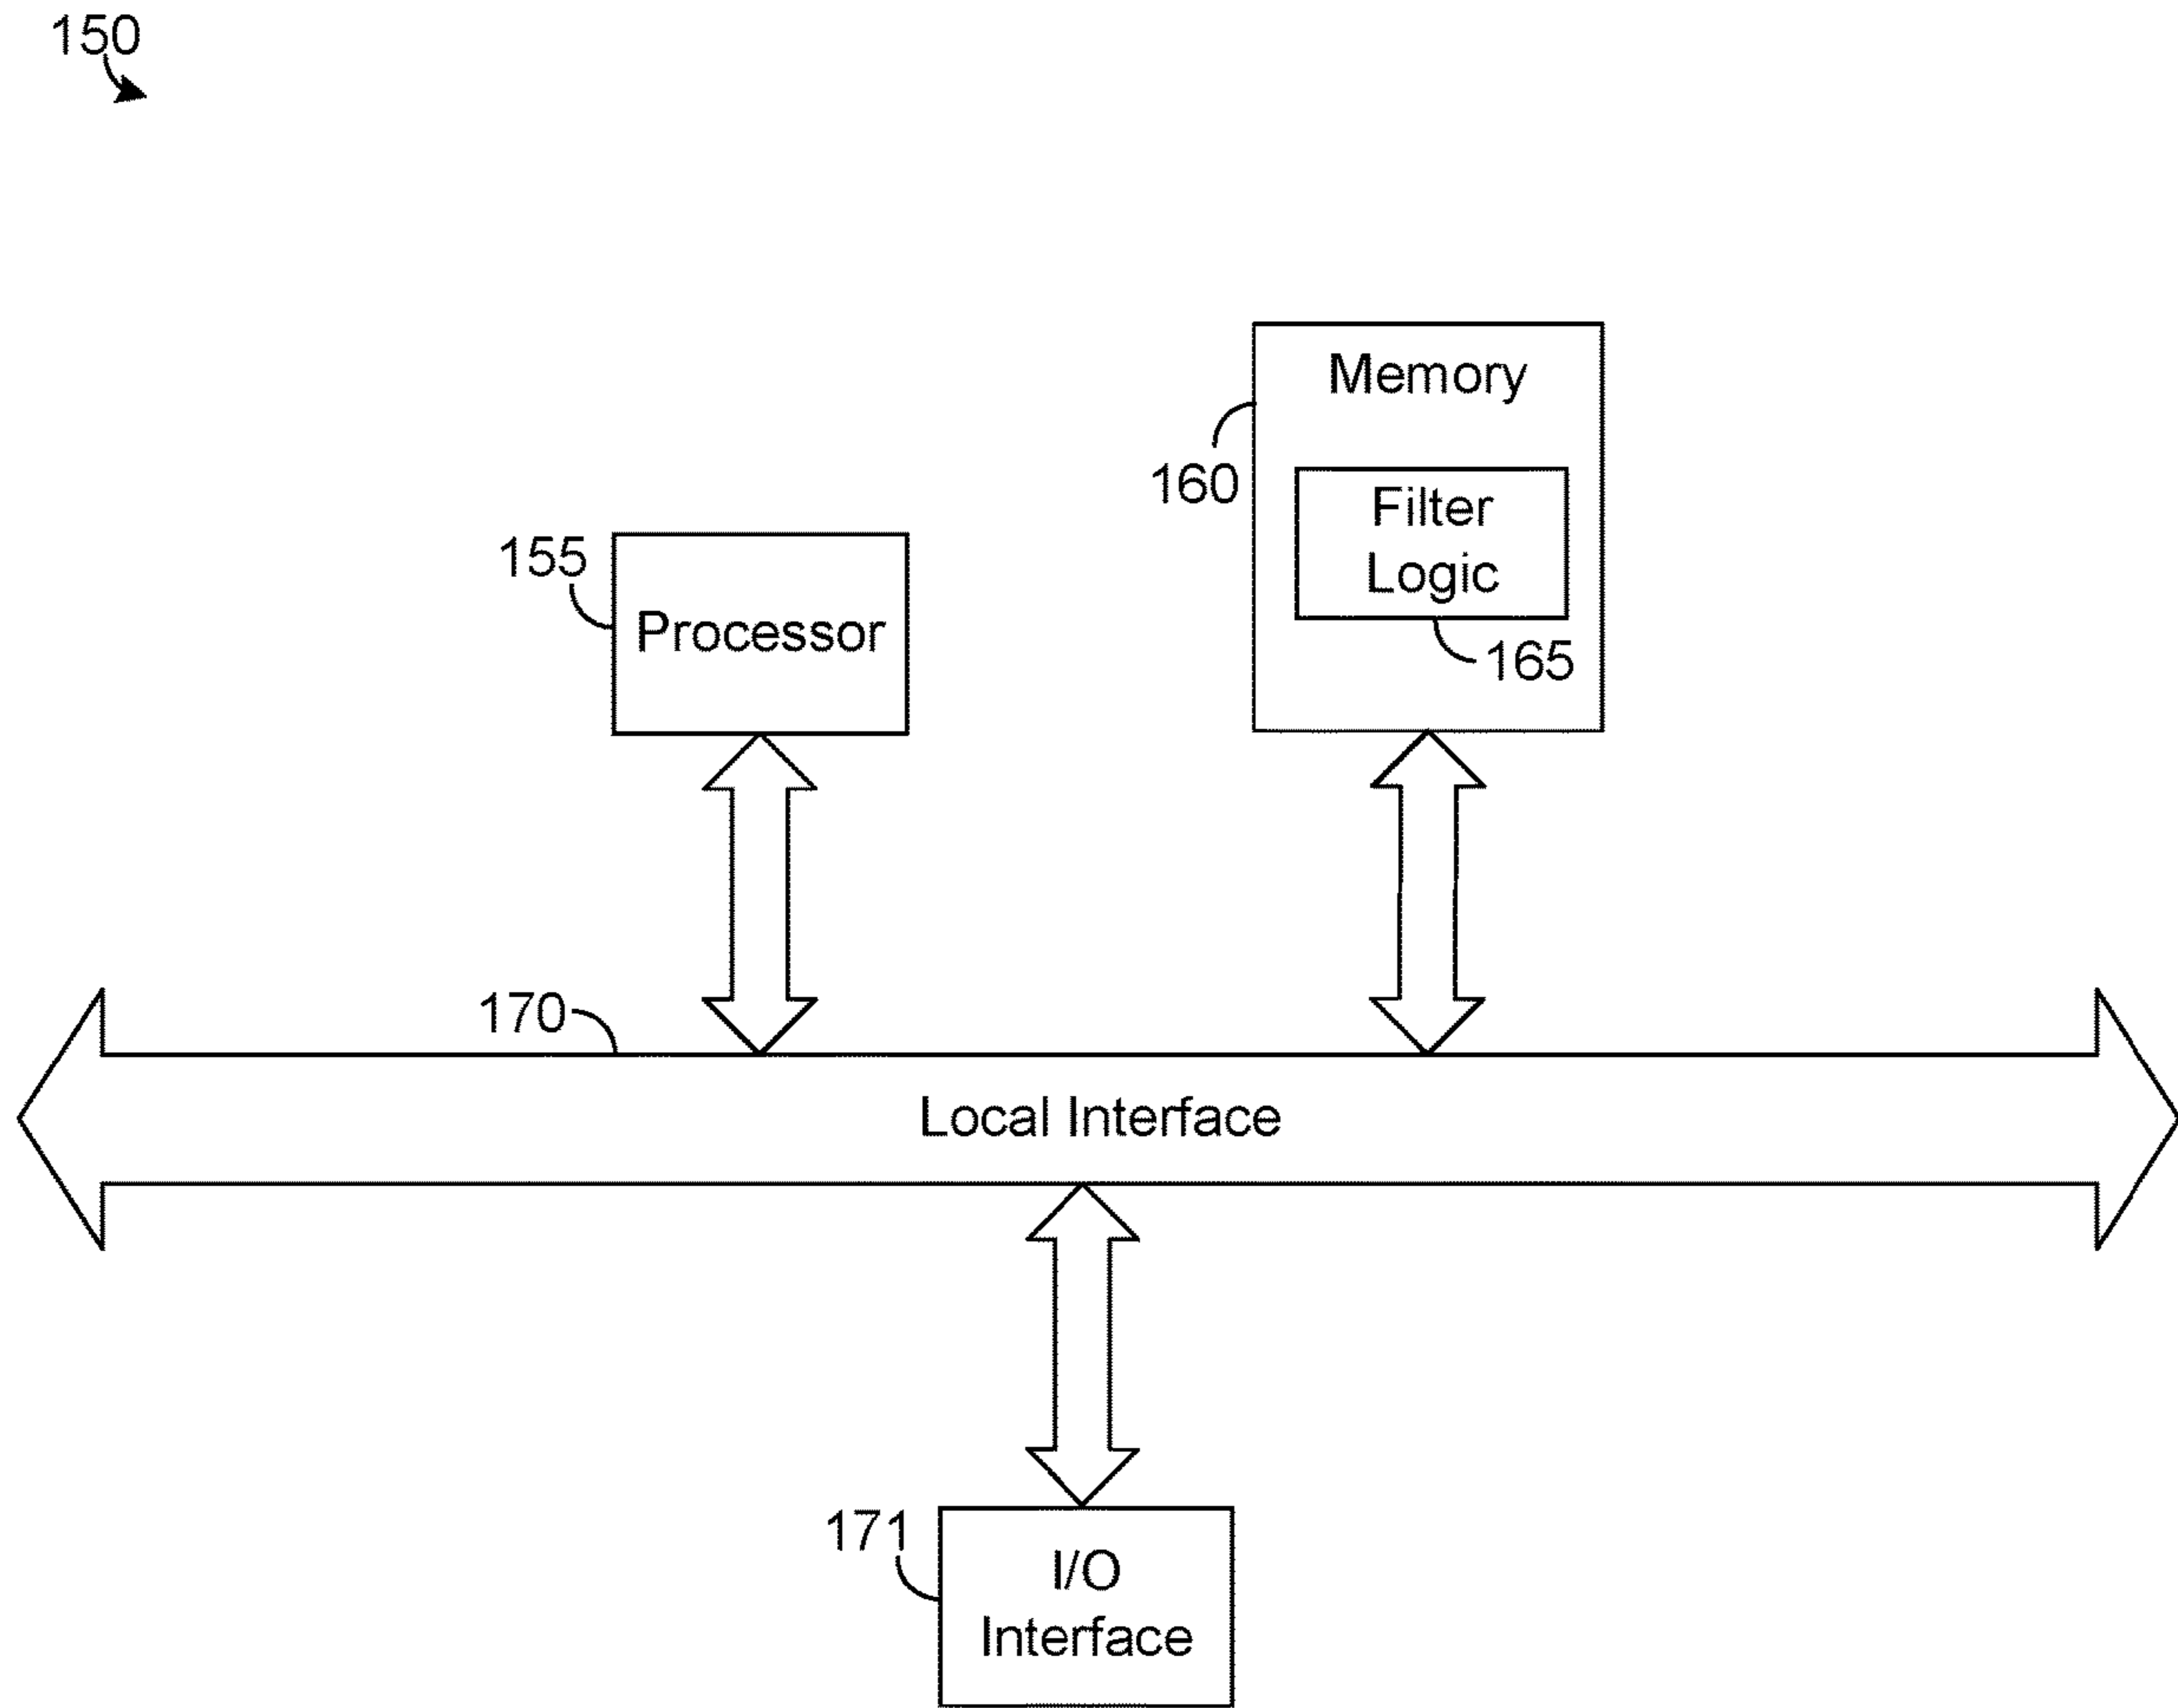 150
Memory
160
Filter
Logic
155
Processor
165
170
Local Interface
171
I/O
Interface